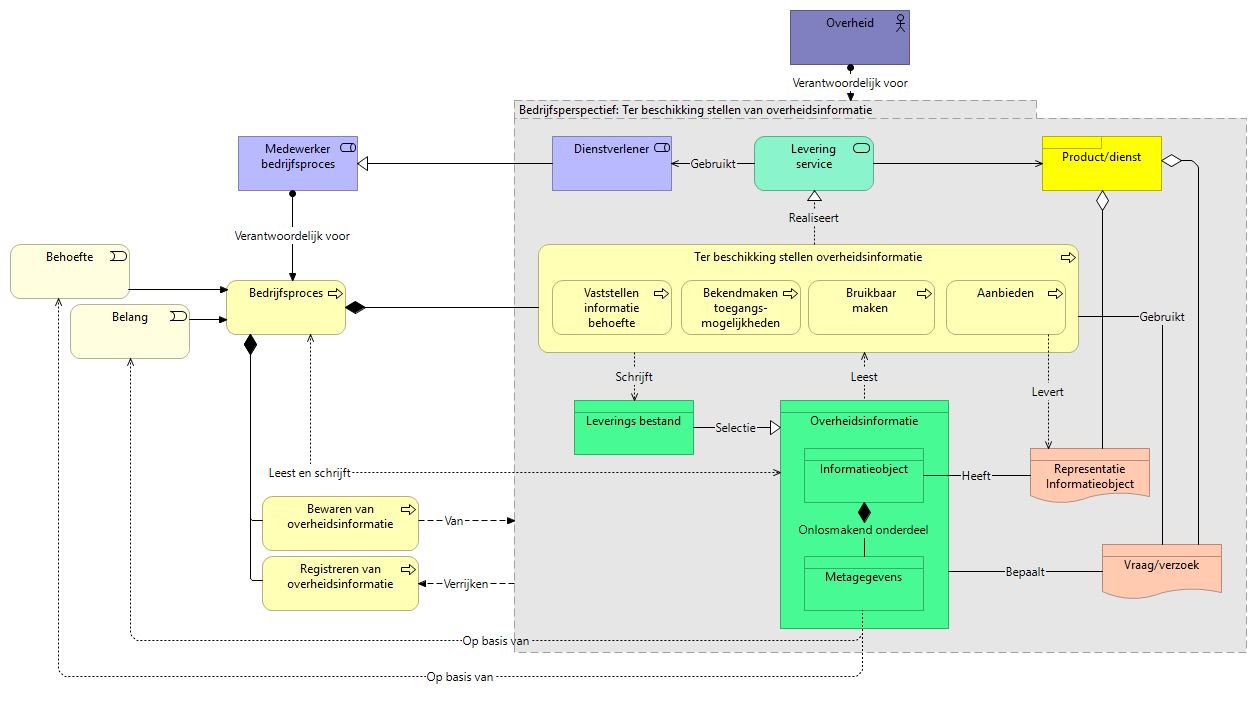 Overheid
Verantwoordelijk voor
Bedrijfsperspectief: Ter beschikking stellen van overheidsinformatie
Medewerker
bedrijfsproces
Dienstverlener
Gebruikt
Levering
service
Product/dienst
Verantwoordelijk voor
Realiseert
Behoefte
Belang
Bedrijfsproces
Ter beschikking stellen overheidsinformatie
Vaststellen
informatie
behoefte
Bekendmaken
toegangs-
mogelijkheden
Bruikbaar
maken
Aanbieden
Gebruikt
Schrijft
Leest
Levert
Leverings bestand
Selectie
Overheidsinformatie
Informatieobject
Heeft
Representatie
Informatieobject
Leest en schrijft
Bewaren van
overheidsinformatie
Van
Onlosmakend onderdeel
Registreren van
overheidsinformatie
Verrijken
Metagegevens
Bepaalt
Vraag/verzoek
Op basis van
Op basis van